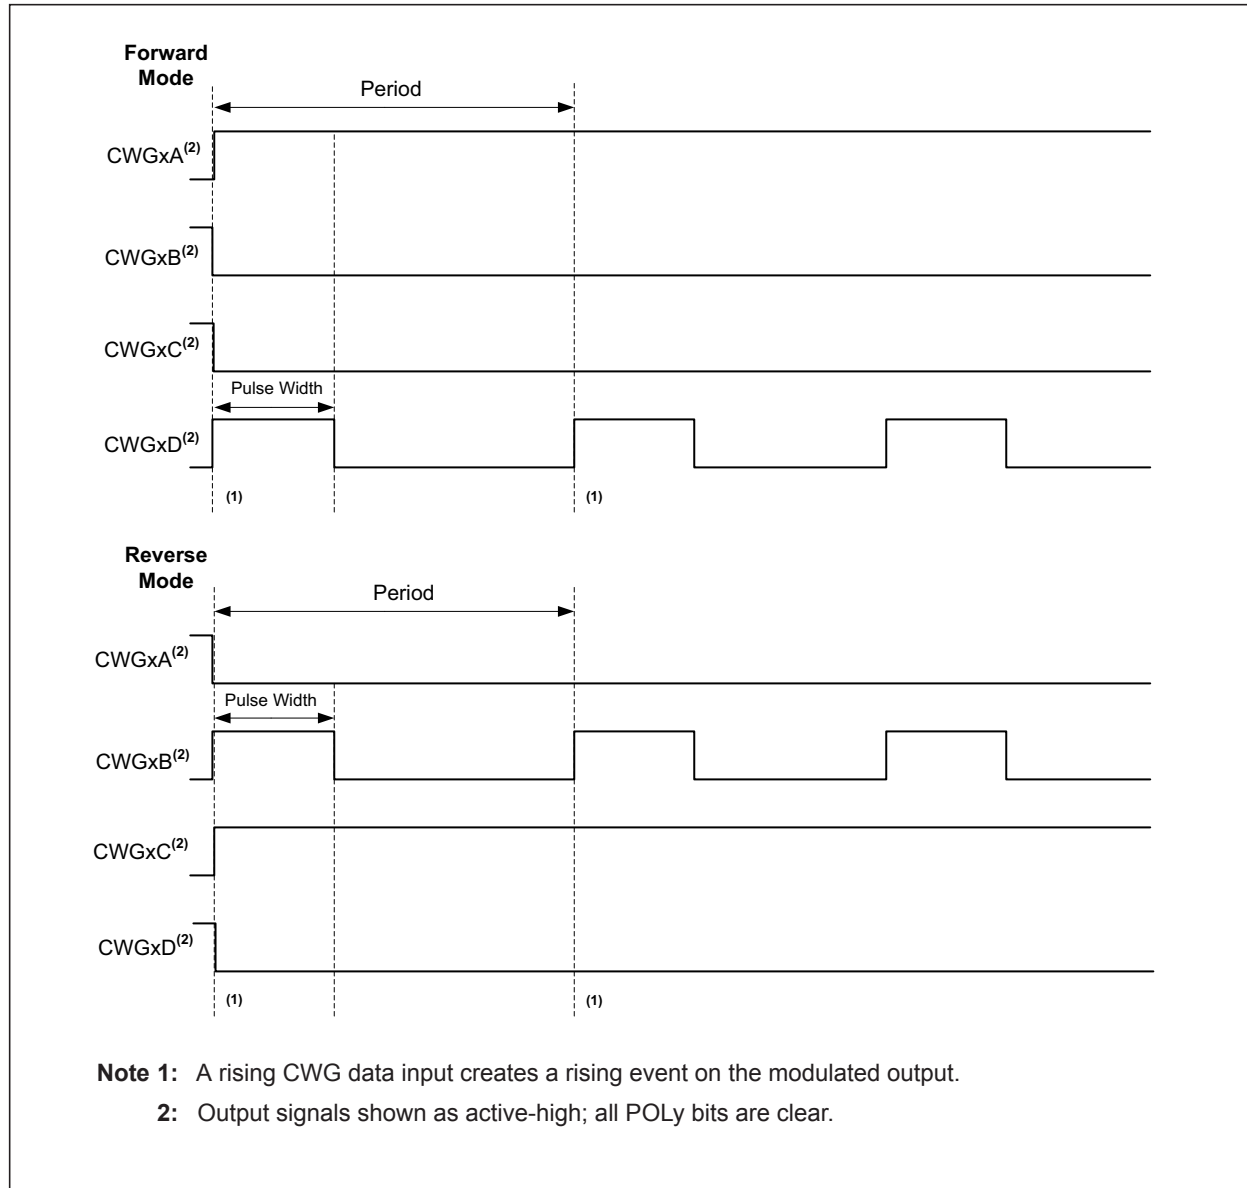 Forward
Mode
Period
CWGxA(2)
CWGxB(2)
CWGxC(2)
Pulse Width
CWGxD(2)
(1) (1)
Reverse
Mode
Period
CWGxA(2)
Pulse Width
CWGxB(2)
CWGxC(2)
CWGxD(2)
(1) (1)
Note 1: A rising CWG data input creates a rising event on the modulated output.
2: Output signals shown as active-high; all POLy bits are clear.